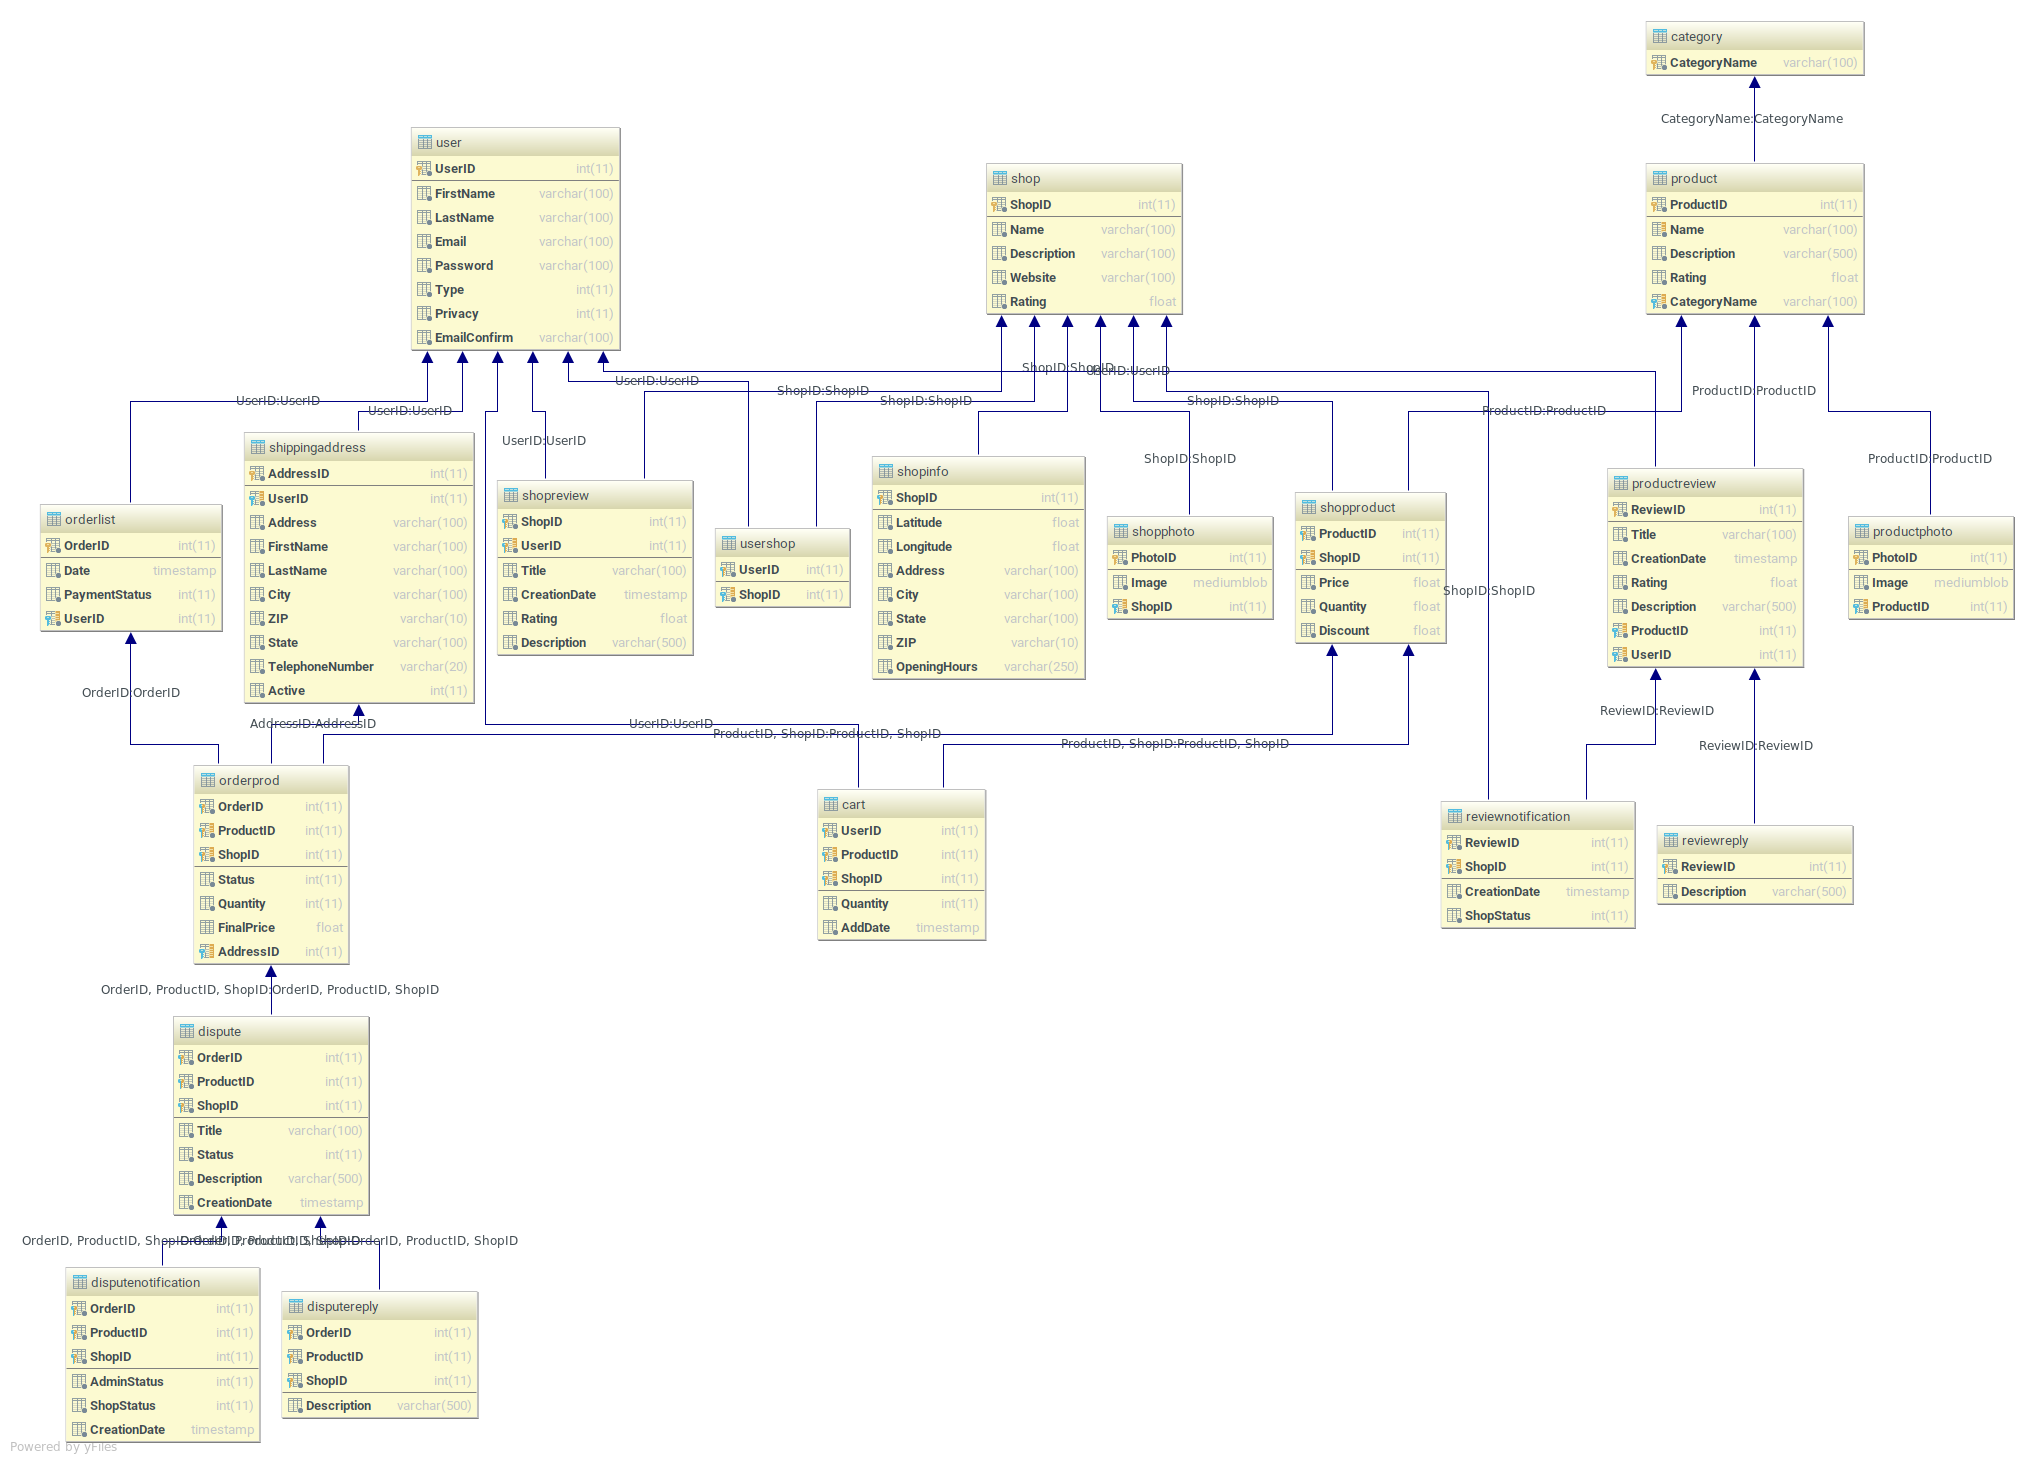 category
CategoryName varchar(100)
CategoryName:CategoryName
user
UserID int(11)
FirstName varchar(100)
LastName varchar(100)
Email varchar(100)
Password varchar(100)
Type int(11)
Privacy int(11)
EmailConfirm varchar(100)
shop
ShopID int(11)
Name varchar(100)
Description varchar(100)
Website varchar(100)
Rating float
product
ProductID int(11)
Name varchar(100)
Description varchar(500)
Rating float
CategoryName varchar(100)
ShopID:ShopID
UserID:UserID
UserID:UserID
ShopID:ShopID
ProductID:ProductID
UserID:UserID
ShopID:ShopID
ShopID:ShopID
UserID:UserID
ProductID:ProductID
UserID:UserID
ShopID:ShopID
ProductID:ProductID
shippingaddress
AddressID int(11)
UserID int(11)
Address varchar(100)
FirstName varchar(100)
LastName varchar(100)
City varchar(100)
ZIP varchar(10)
State varchar(100)
TelephoneNumber varchar(20)
Active int(11)
orderlist
OrderID int(11)
Date timestamp
PaymentStatus int(11)
UserID int(11)
shopreview
ShopID int(11)
UserID int(11)
Title varchar(100)
CreationDate timestamp
Rating float
Description varchar(500)
usershop
UserID int(11)
ShopID int(11)
shopinfo
ShopID int(11)
Latitude float
Longitude float
Address varchar(100)
City varchar(100)
State varchar(100)
ZIP varchar(10)
OpeningHours varchar(250)
shopphoto
PhotoID int(11)
Image mediumblob
ShopID int(11)
shopproduct
ProductID int(11)
ShopID int(11)
Price float
Quantity float
Discount float
ShopID:ShopID
productreview
ReviewID int(11)
Title varchar(100)
CreationDate timestamp
Rating float
Description varchar(500)
ProductID int(11)
UserID int(11)
productphoto
PhotoID int(11)
Image mediumblob
ProductID int(11)
OrderID:OrderID
AddressID:AddressID
UserID:UserID
ProductID, ShopID:ProductID, ShopID
ProductID, ShopID:ProductID, ShopID
ReviewID:ReviewID
ReviewID:ReviewID
orderprod
OrderID int(11)
ProductID int(11)
ShopID int(11)
Status int(11)
Quantity int(11)
FinalPrice float
AddressID int(11)
cart
UserID int(11)
ProductID int(11)
ShopID int(11)
Quantity int(11)
AddDate timestamp
reviewnotification
ReviewID int(11)
ShopID int(11)
CreationDate timestamp
ShopStatus int(11)
reviewreply
ReviewID int(11)
Description varchar(500)
OrderID, ProductID, ShopID:OrderID, ProductID, ShopID
dispute
OrderID int(11)
ProductID int(11)
ShopID int(11)
Title varchar(100)
Status int(11)
Description varchar(500)
CreationDate timestamp
OrderID, ProductID, ShopID:OrderID, ProductID, ShopID
OrderID, ProductID, ShopID:OrderID, ProductID, ShopID
disputenotification
OrderID int(11)
ProductID int(11)
ShopID int(11)
AdminStatus int(11)
ShopStatus int(11)
CreationDate timestamp
disputereply
OrderID int(11)
ProductID int(11)
ShopID int(11)
Description varchar(500)
Powered by yFiles